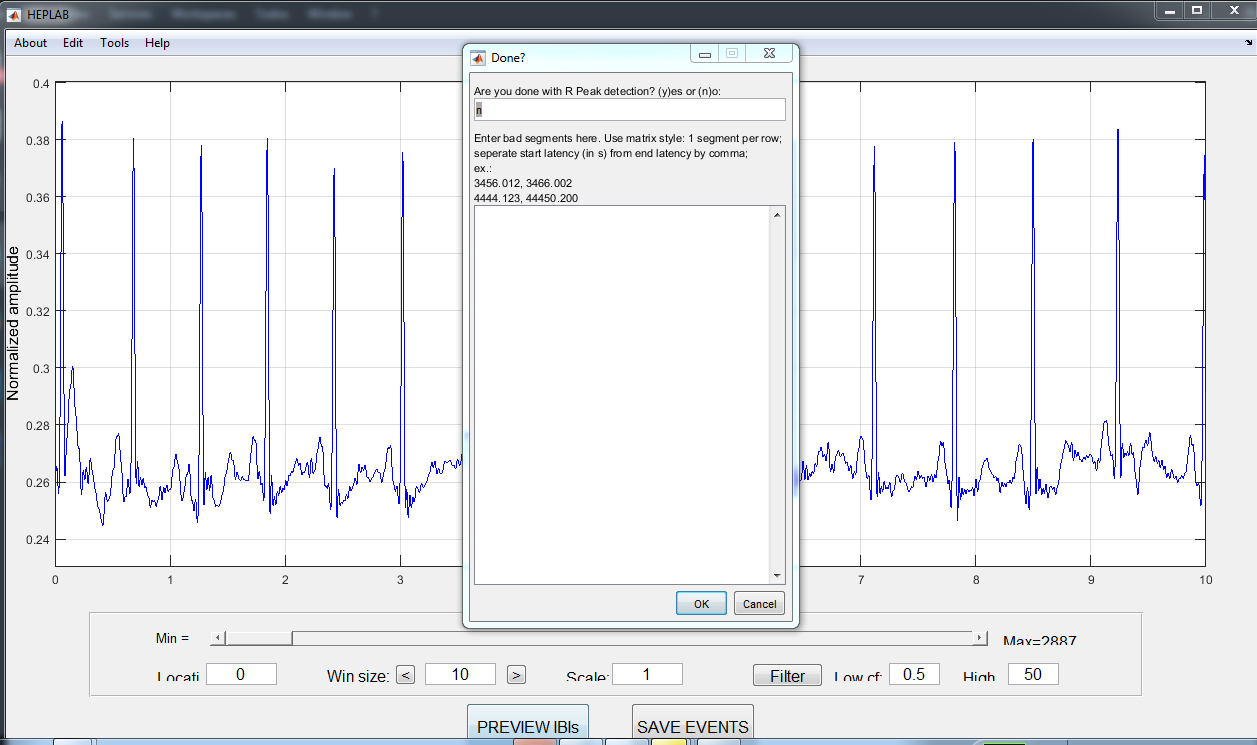 HEPLAB
About Edit Tools Help
Done?
Are you done with R Peak detection? (y)es or (n)o:
n
Enter bad segments here. Use matrix style: 1 segment per row;
seperate start latency (in s) from end latency by comma;
ex.:
3456.012, 3466.002
4444.123, 44450.200
OK Cancel
Normalized amplitude
0.4
0.38
0.36
0.34
0.32
0.3
0.28
0.26
0.24
0 1 2 3 7 8 9 10
Min = Max=2887
Locati 0 Win size: < 10 > Scale: 1 Filter Low cf: 0.5 High 50
PREVIEW IBIs SAVE EVENTS